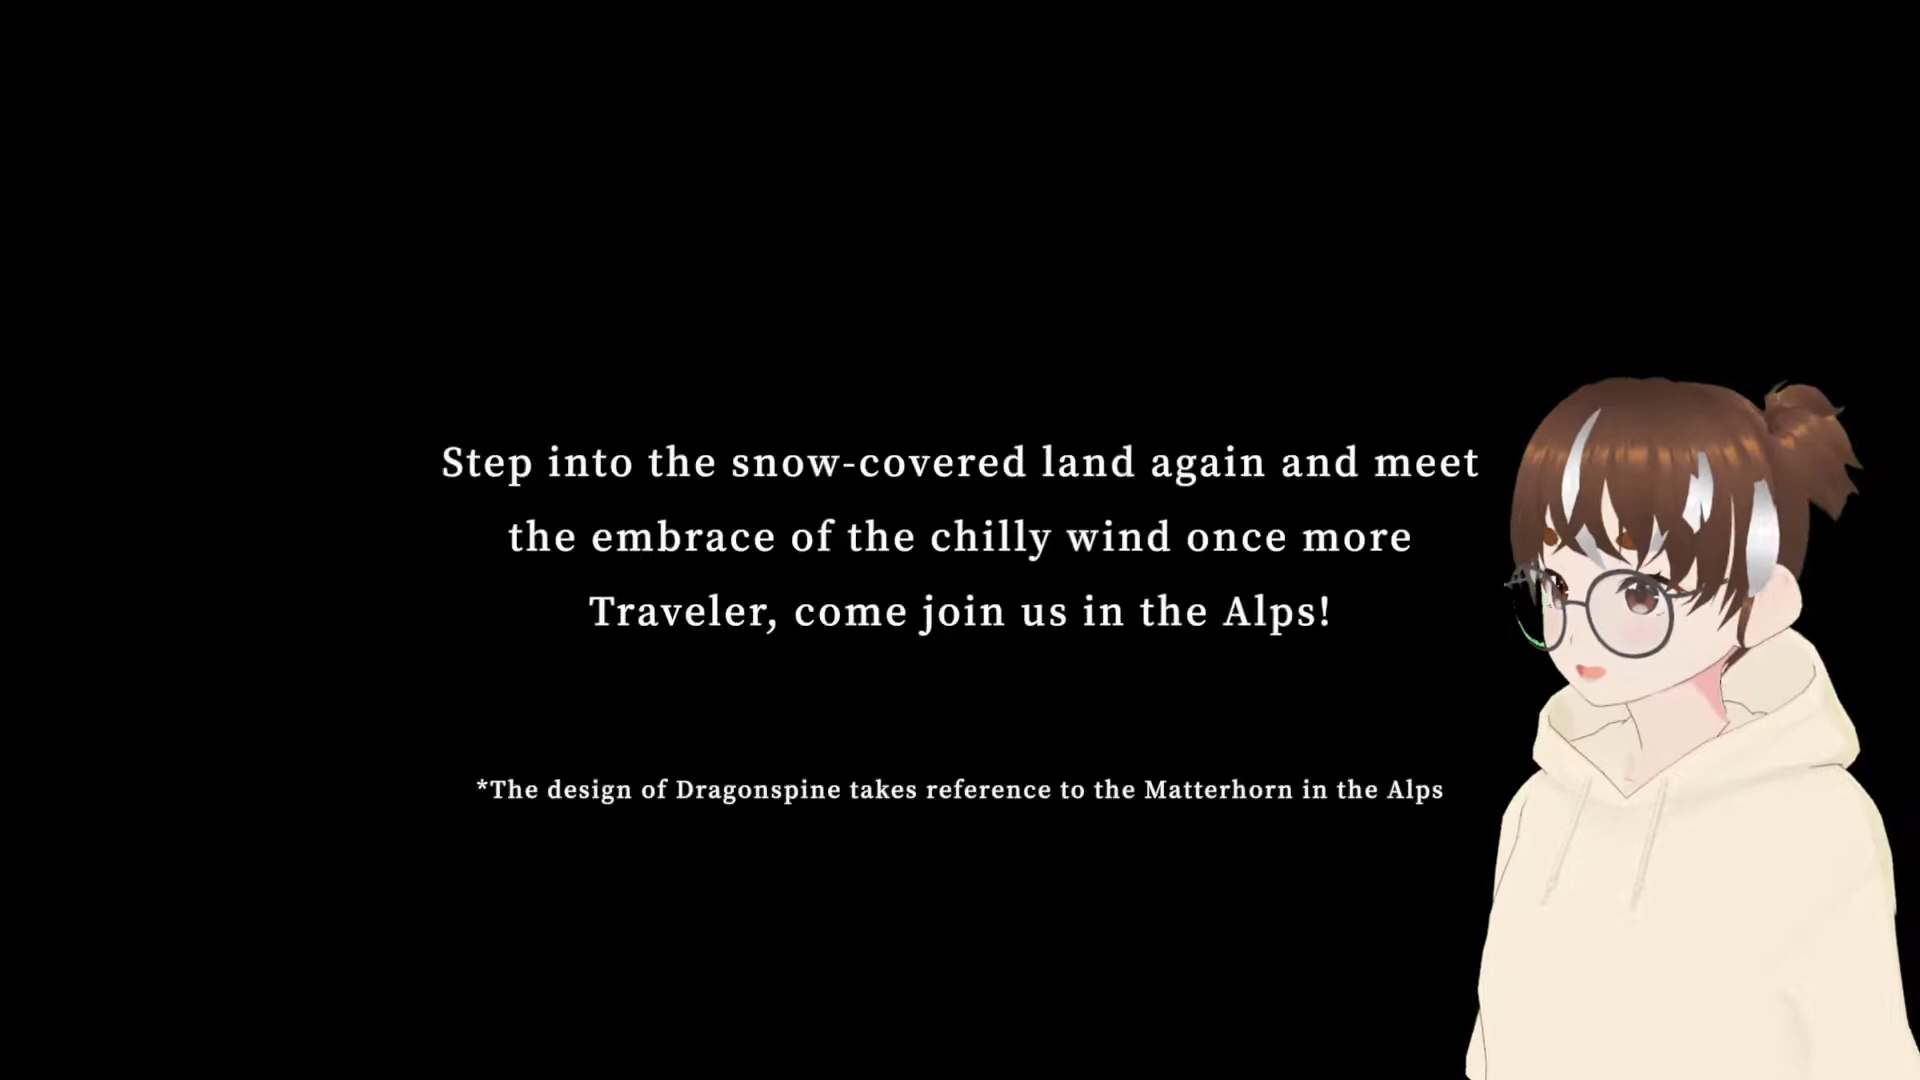 Step into the snow-covered land again and meet
the embrace of the chilly wind once more
Traveler, come join us in the Alps!
*The design of Dragonspine takes reference to the Matterhorn in the Alps